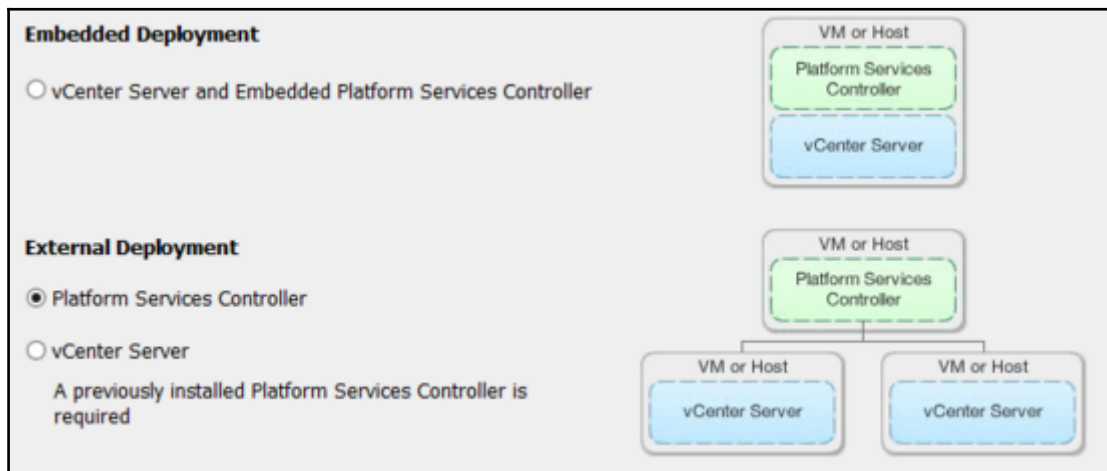 Embedded Deployment
vCenter Server and Embedded Platform Services Controller
VM or Host
Platform Services
Controller
vCenter Server
External Deployment
Platform Services Controller
vCenter Server
A previously installed Platform Services Controller is
required
VM or Host
Platform Services
Controller
VM or Host
vCenter Server
VM or Host
vCenter Server